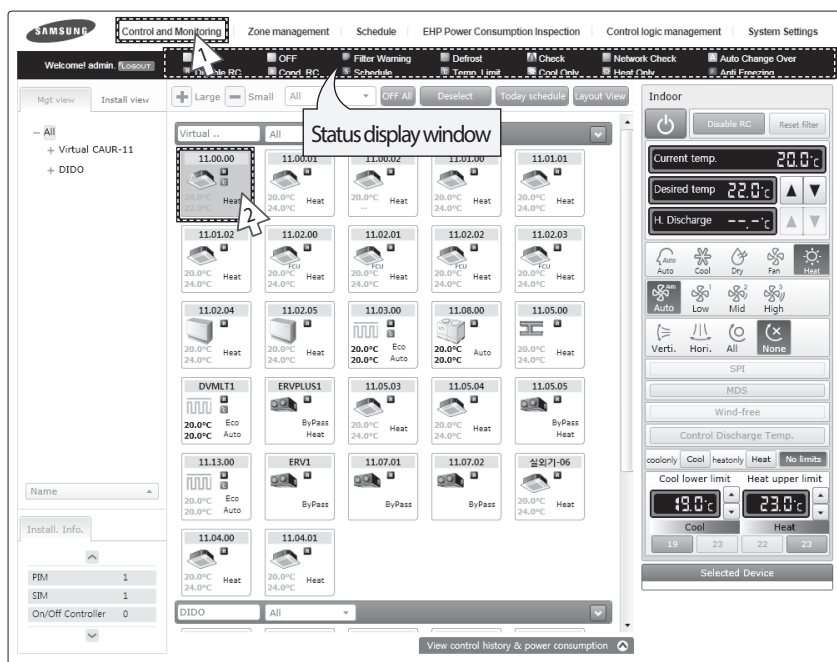 SAMSUNG
Control and Monitoring
Zone management
Schedule
EHP Power Consumption Inspection
Control logic management
System Settings
Welcome! admin. LOGOUT
OFF
Filter Warning
Defrost
Check
Network Check
Auto Change Over
Disable RC
Cond. RC
Schedule
Temp. Limit
Cool Only
Heat Only
Anti Freezing
1
Mgt view
Install view
Large
Small
All
OFF All
Deselect
Today schedule
Layout View
Status display window
All
Virtual CAUR-11
DIDO
Virtual ..
All
11.00.00
20.0°C
22.0°C
Heat
2
11.00.01
20.0°C
24.0°C
Heat
11.00.02
20.0°C
--
Heat
11.01.00
20.0°C
24.0°C
Heat
11.01.01
20.0°C
24.0°C
Heat
11.01.02
20.0°C
24.0°C
Heat
11.02.00
FCU
20.0°C
24.0°C
Heat
11.02.01
FCU
20.0°C
24.0°C
Heat
11.02.02
FCU
20.0°C
24.0°C
Heat
11.02.03
FCU
20.0°C
24.0°C
Heat
11.02.04
20.0°C
24.0°C
Heat
11.02.05
20.0°C
24.0°C
Heat
11.03.00
20.0°C Eco
20.0°C Auto
11.08.00
20.0°C
20.0°C
Auto
11.05.00
20.0°C
24.0°C
Heat
DVMLT1
20.0°C Eco
20.0°C Auto
ERVPLUS1
ByPass
Heat
11.05.03
20.0°C
24.0°C
Heat
11.05.04
20.0°C
24.0°C
Heat
11.05.05
ByPass
Heat
11.13.00
20.0°C Eco
20.0°C Auto
ERV1
ByPass
11.07.01
ByPass
11.07.02
ByPass
실외기-06
20.0°C
24.0°C
Heat
11.04.00
20.0°C
24.0°C
Heat
11.04.01
20.0°C
24.0°C
Heat
DIDO
All
View control history & power consumption
Name
Install. Info.
PIM 1
SIM 1
On/Off Controller 0
Indoor
Disable RC
Reset filter
Current temp. 20.0°c
Desired temp 22.0°c
H. Discharge --.-°c
Auto
Auto
Cool
Dry
Fan
Heat
Auto
1
2
3
Auto
Low
Mid
High
Verti.
Hori.
All
None
SPI
MDS
Wind-free
Control Discharge Temp.
coolonly
Cool
heatonly
Heat
No limits
Cool lower limit
Heat upper limit
19.0°c
23.0°c
Cool
Heat
19
23
22
23
Selected Device